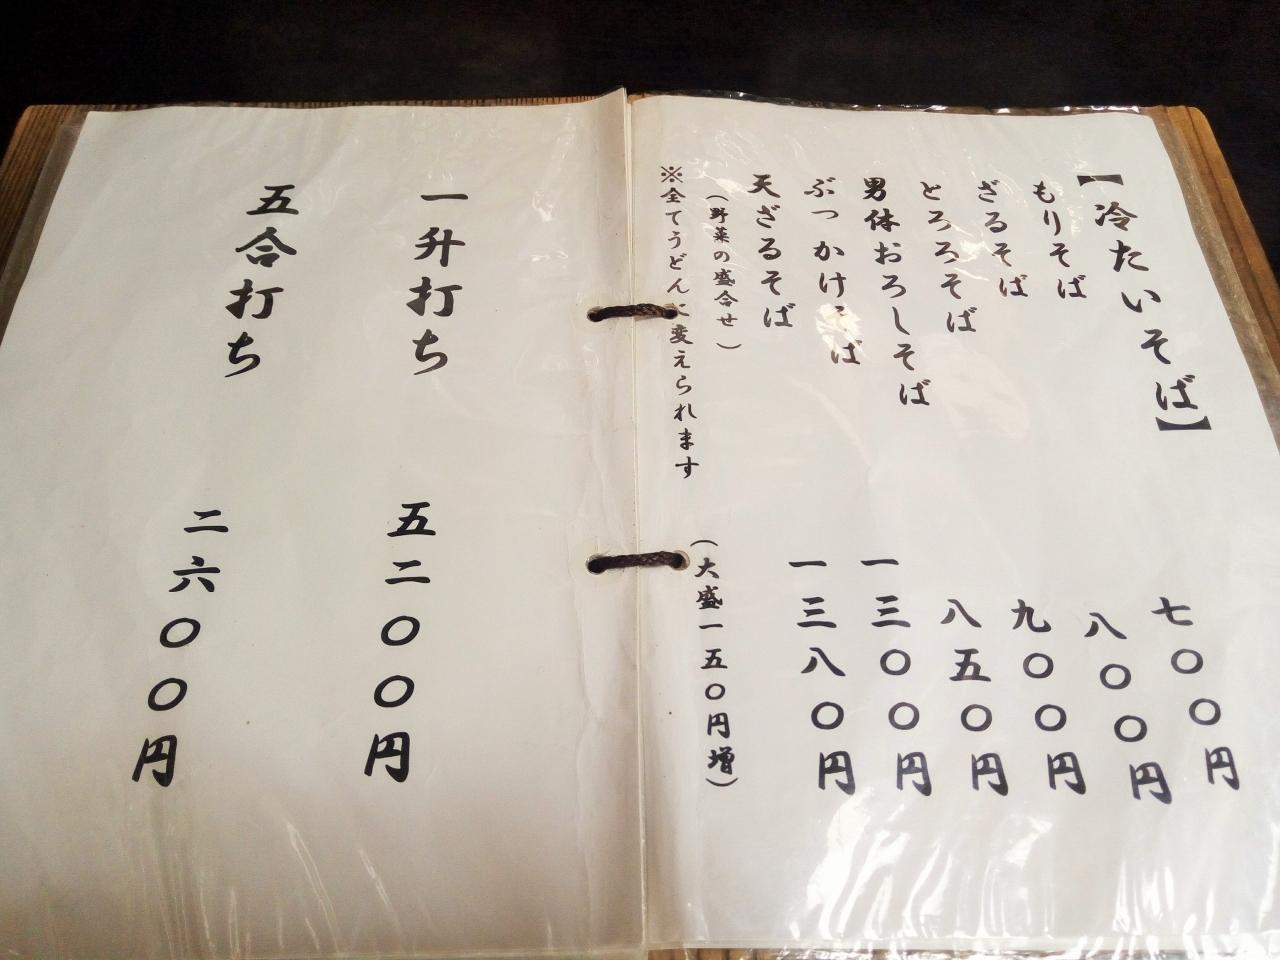 【冷たいそば】
もりそば 七〇〇円
ざるそば 八〇〇円
とろろそば 九〇〇円
男体おろしそば 八五〇円
ぶっかけそば 一三〇〇円
天ざるそば 一三八〇円
（野菜の盛合せ）
※全てうどんに変えられます （大盛一五〇円増）
一升打ち 五二〇〇円
五合打ち 二六〇〇円